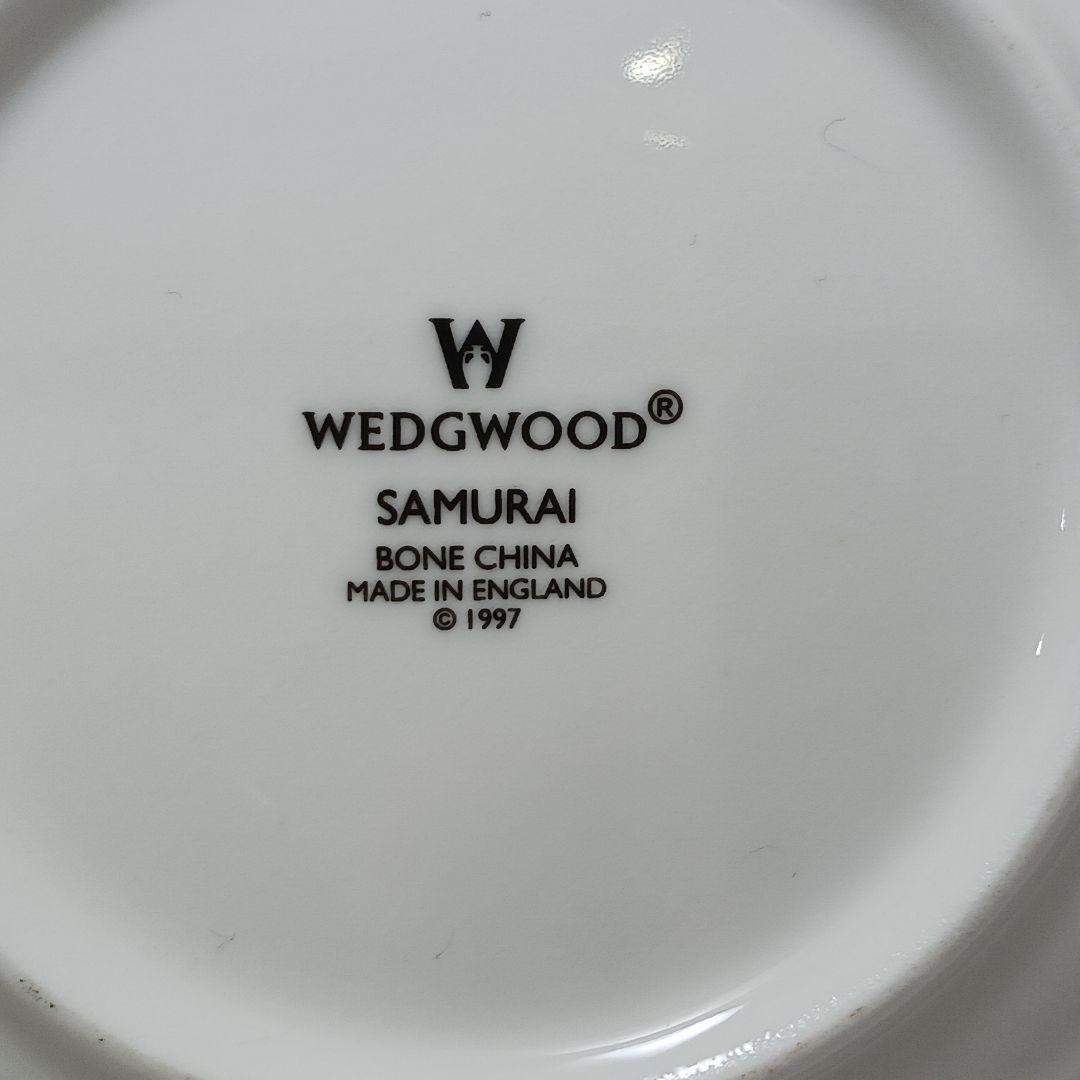 W
WEDGWOOD®
SAMURAI
BONE CHINA
MADE IN ENGLAND
© 1997